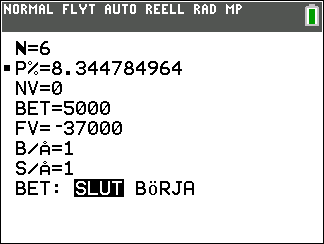 NORMAL FLYT AUTO REELL RAD MP
N=6
▪P%=8.344784964
NV=0
BET=5000
FV=-37000
B/Å=1
S/Å=1
BET: SLUT BÖRJA